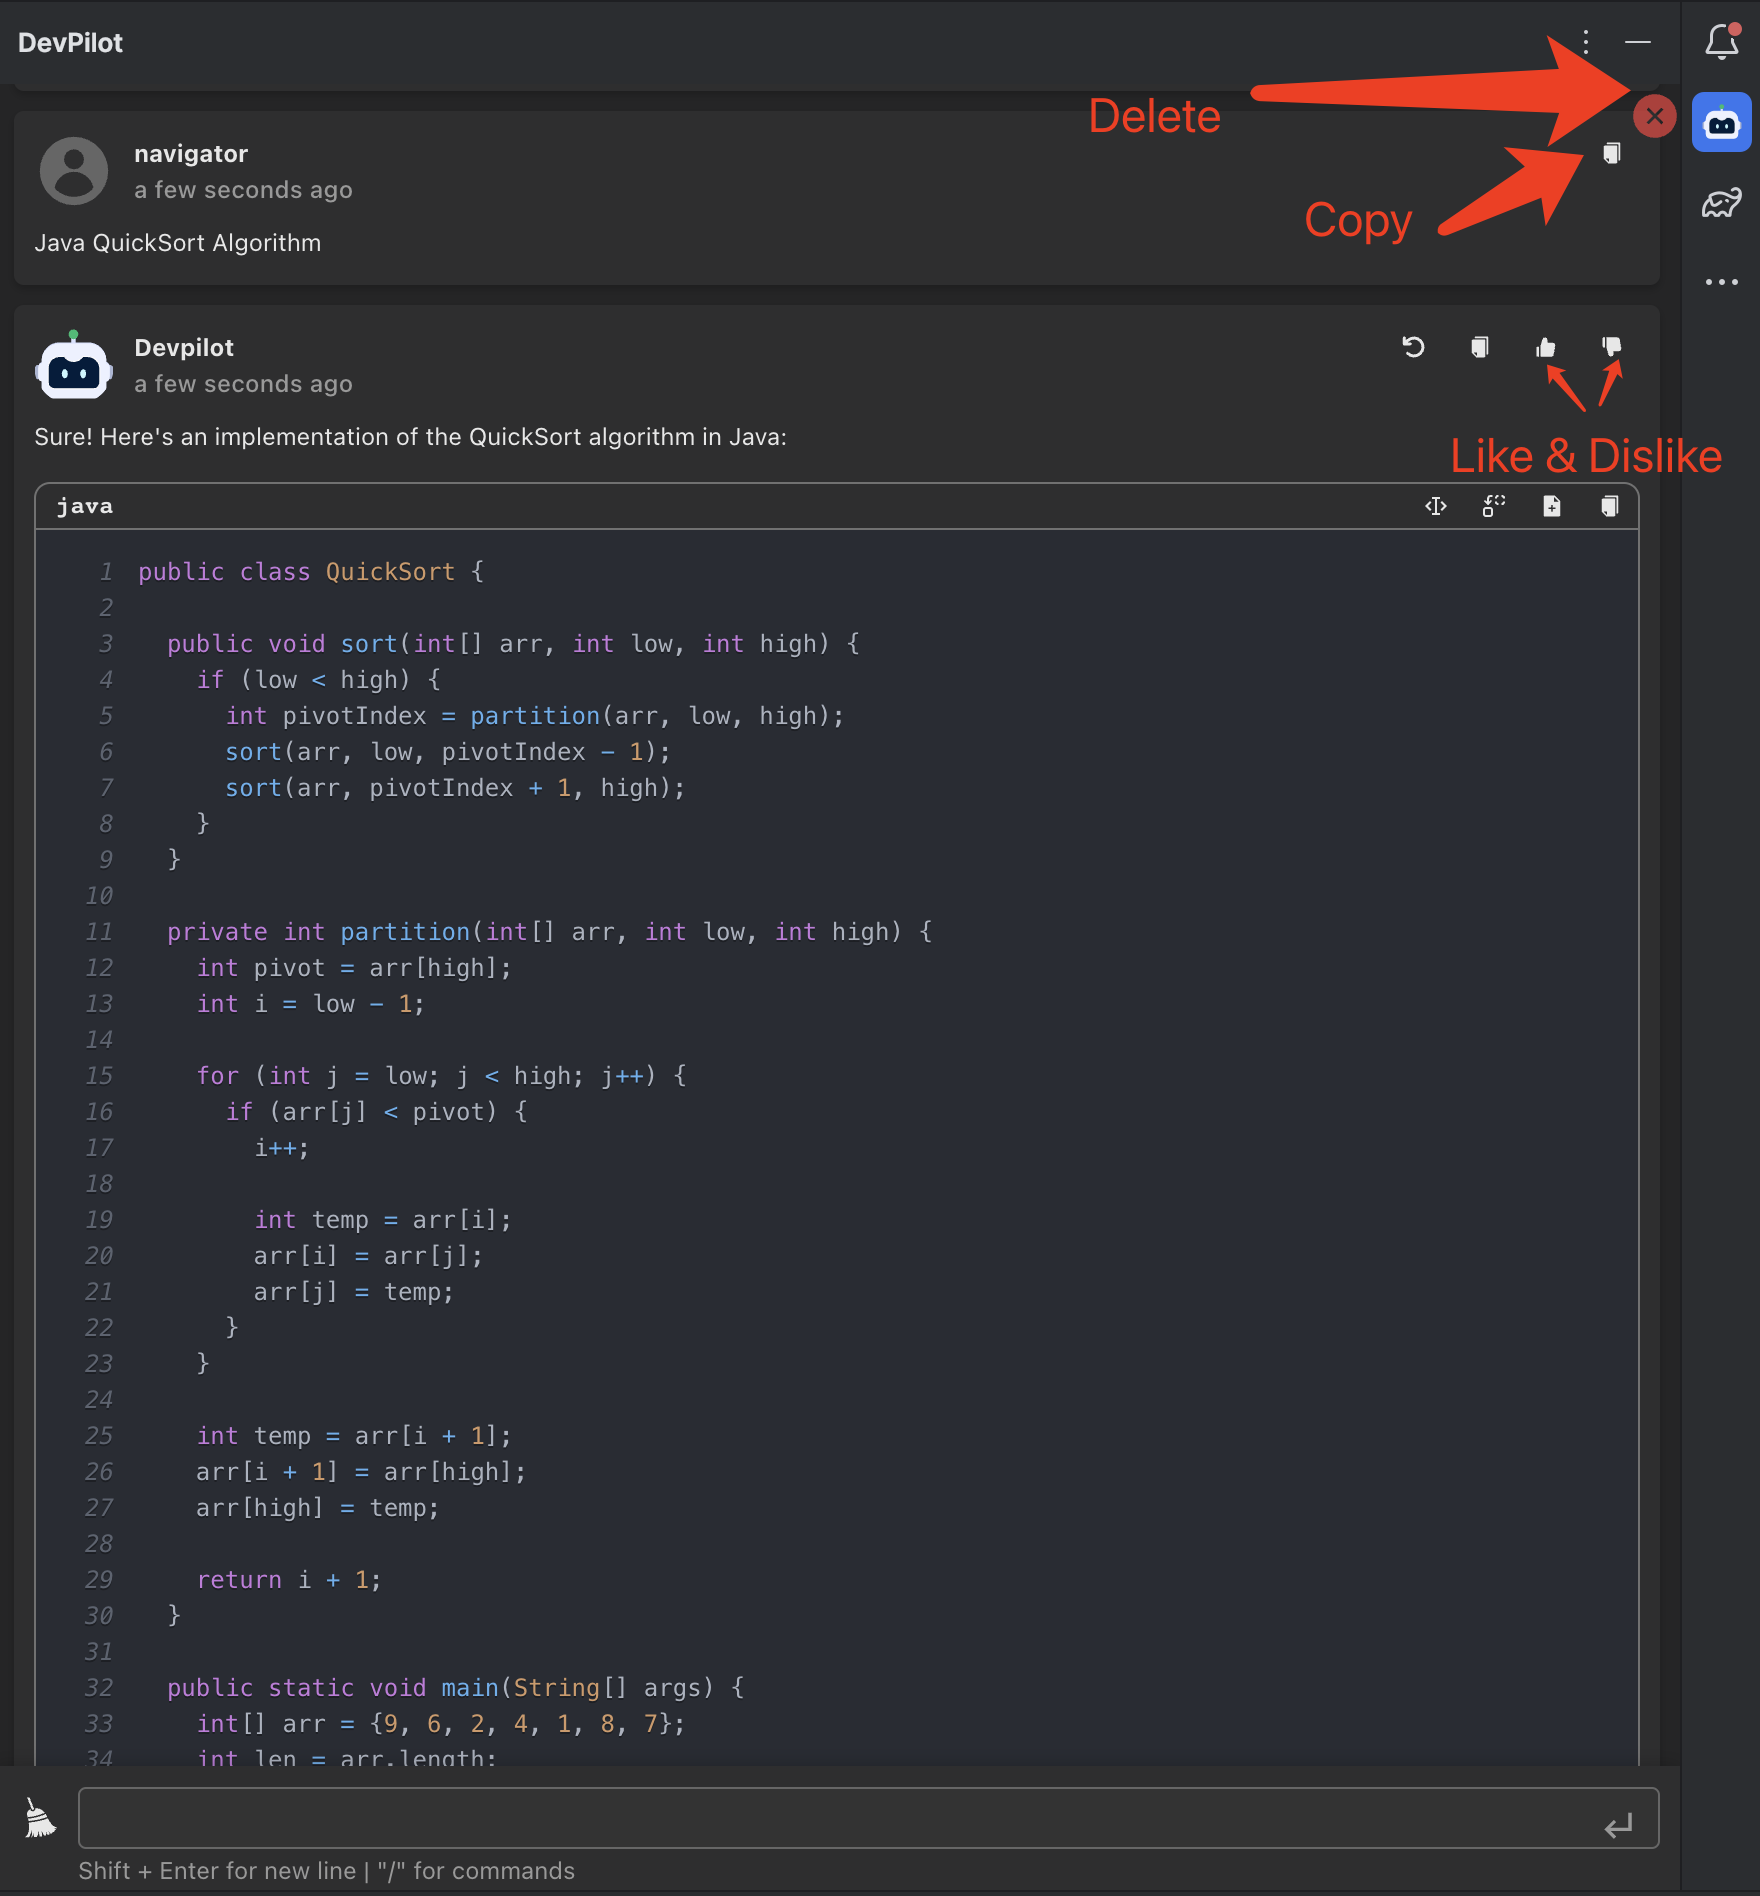 DevPilot
Delete
navigator
a few seconds ago
Copy
Java QuickSort Algorithm
Devpilot
a few seconds ago
Sure! Here's an implementation of the QuickSort algorithm in Java:
Like & Dislike
java
1 public class QuickSort {
2
3   public void sort(int[] arr, int low, int high) {
4     if (low < high) {
5       int pivotIndex = partition(arr, low, high);
6       sort(arr, low, pivotIndex - 1);
7       sort(arr, pivotIndex + 1, high);
8     }
9   }
10
11   private int partition(int[] arr, int low, int high) {
12     int pivot = arr[high];
13     int i = low - 1;
14
15     for (int j = low; j < high; j++) {
16       if (arr[j] < pivot) {
17         i++;
18
19         int temp = arr[i];
20         arr[i] = arr[j];
21         arr[j] = temp;
22       }
23     }
24
25     int temp = arr[i + 1];
26     arr[i + 1] = arr[high];
27     arr[high] = temp;
28
29     return i + 1;
30   }
31
32   public static void main(String[] args) {
33     int[] arr = {9, 6, 2, 4, 1, 8, 7};
34     int len = arr.length;
Shift + Enter for new line | "/" for commands